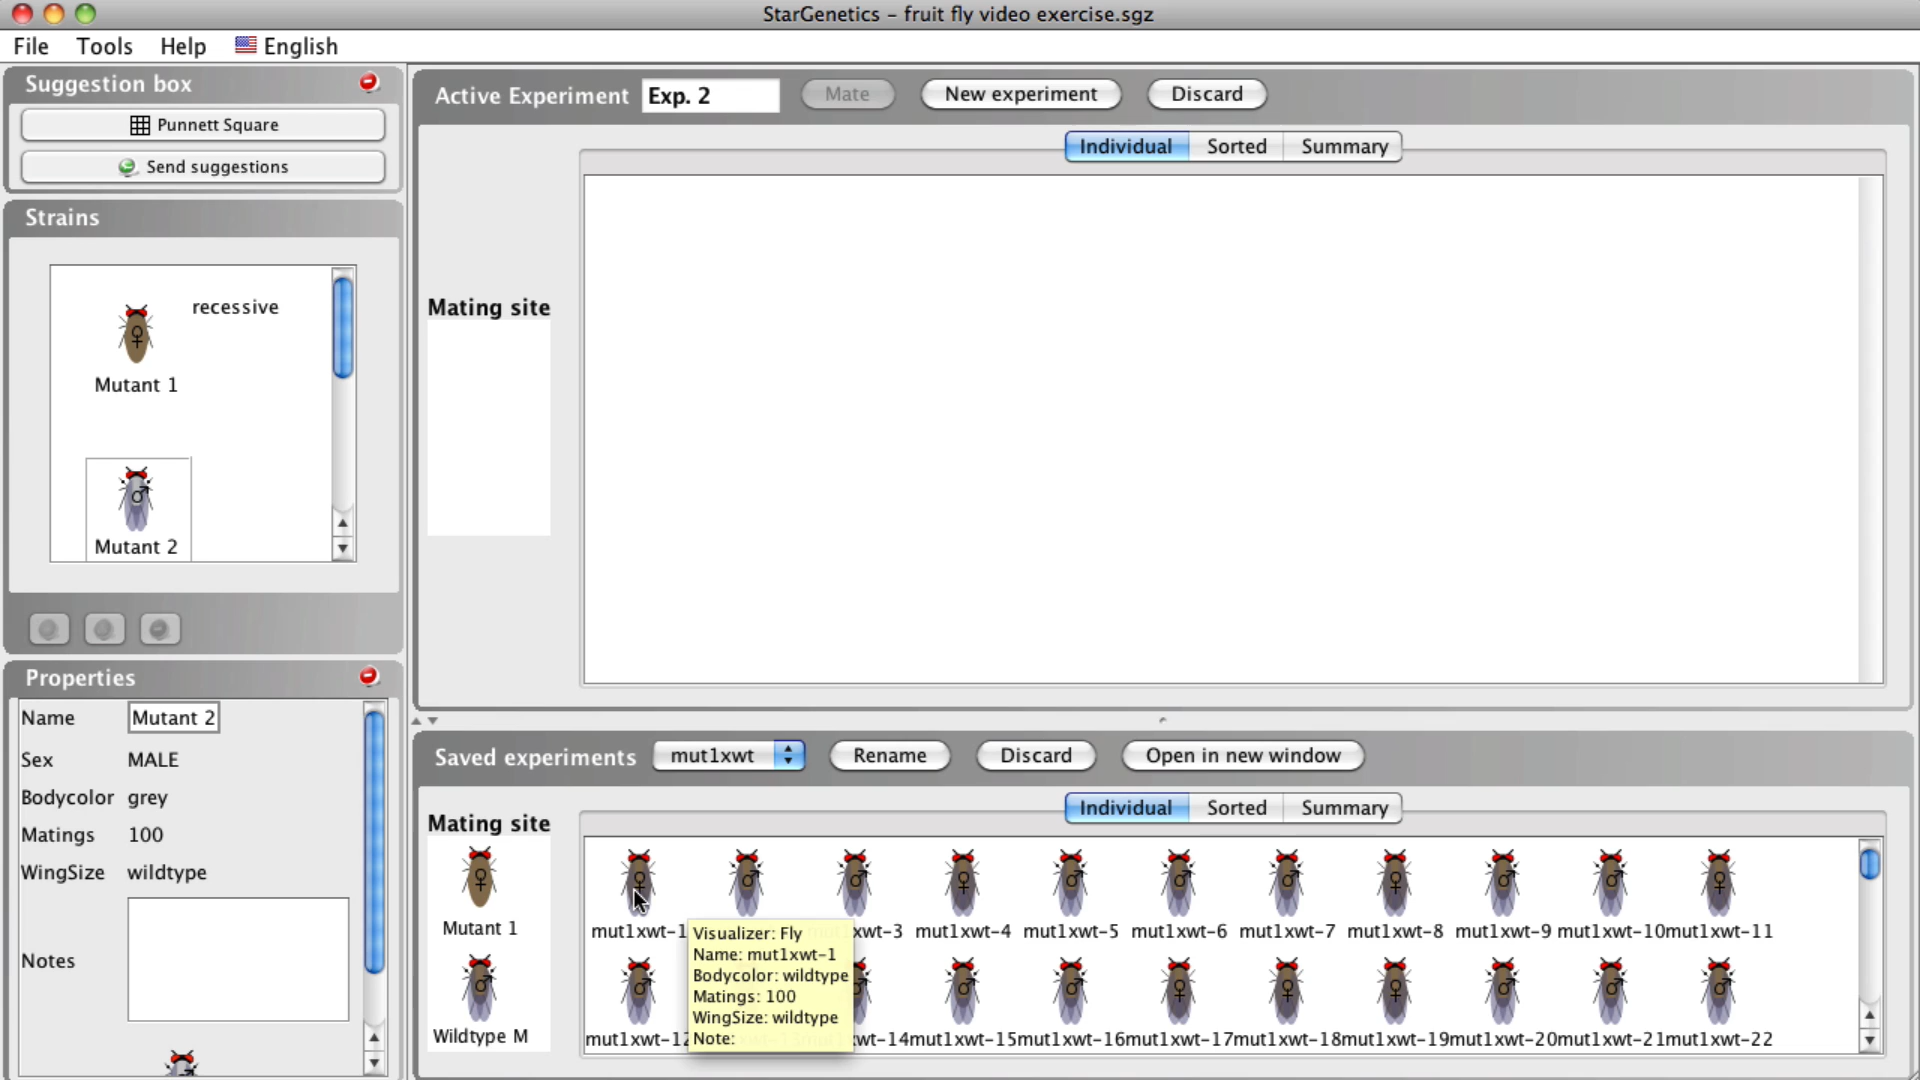 StarGenetics – fruit fly video exercise.sgz
File Tools Help English
Suggestion box
Punnett Square
Send suggestions
Strains
recessive
Mutant 1
Mutant 2
Properties
Name Mutant 2
Sex MALE
Bodycolor grey
Matings 100
WingSize wildtype
Notes
Active Experiment Exp. 2 Mate New experiment Discard
Individual Sorted Summary
Mating site
Saved experiments mut1xwt Rename Discard Open in new window
Individual Sorted Summary
Mating site
Mutant 1
Wildtype M
mut1xwt-1 xwt-3 mut1xwt-4 mut1xwt-5 mut1xwt-6 mut1xwt-7 mut1xwt-8 mut1xwt-9 mut1xwt-10 mut1xwt-11
mut1xwt-12 wt-14 mut1xwt-15 mut1xwt-16 mut1xwt-17 mut1xwt-18 mut1xwt-19 mut1xwt-20 mut1xwt-21 mut1xwt-22
Visualizer: Fly
Name: mut1xwt-1
Bodycolor: wildtype
Matings: 100
WingSize: wildtype
Note: